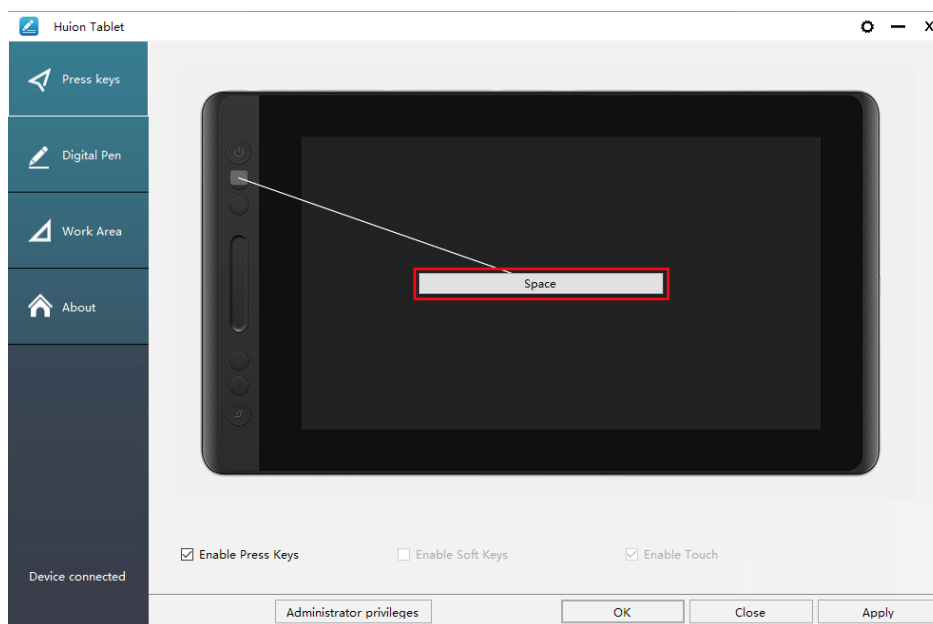 Huion Tablet
X
Press keys
Digital Pen
Work Area
About
Space
Enable Press Keys Enable Soft Keys Enable Touch
Device connected
Administrator privileges OK Close Apply